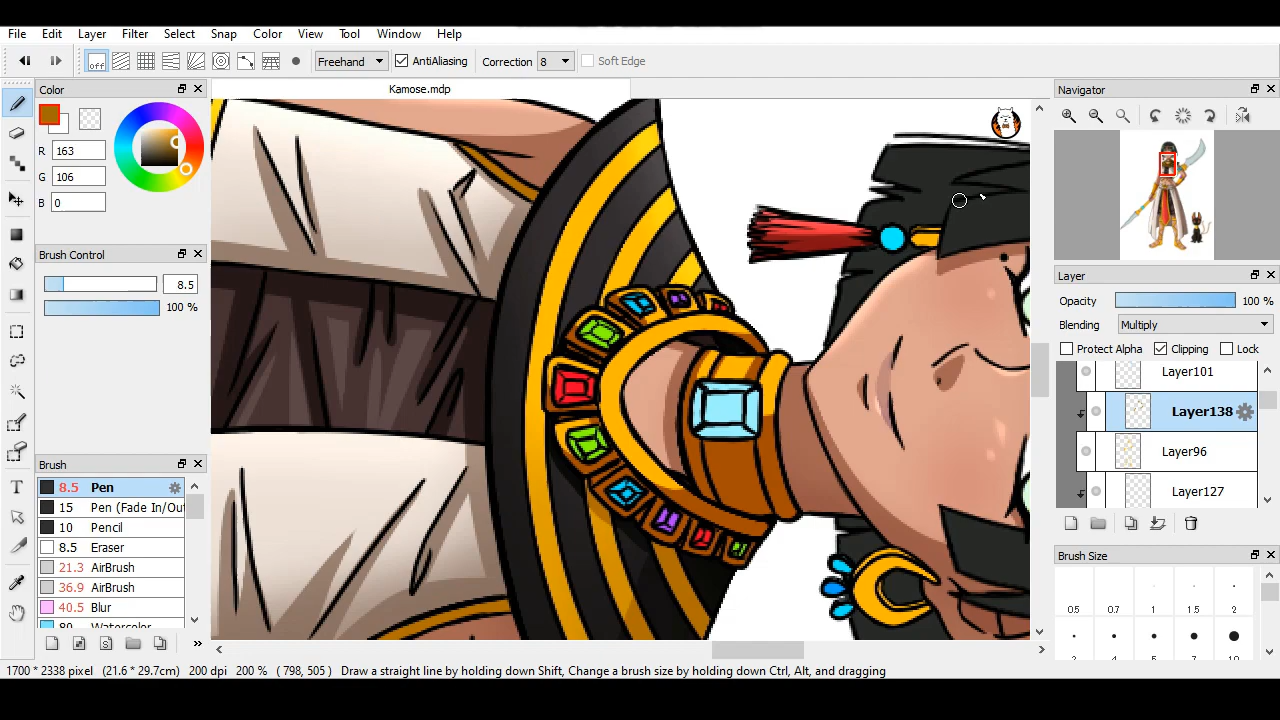 File Edit Layer Filter Select Snap Color View Tool Window Help
off Freehand AntiAliasing Correction 8 Soft Edge
Color
Kamose.mdp
Navigator
R 163
G 106
B 0
Brush Control
8.5
100 %
Layer
Opacity 100 %
Blending Multiply
Protect Alpha Clipping Lock
Layer101
Layer138
Layer96
Layer127
Brush
8.5 Pen
15 Pen (Fade In/Out
10 Pencil
8.5 Eraser
21.3 AirBrush
36.9 AirBrush
40.5 Blur
80 Watercolor
Brush Size
0.5 0.7 1 1.5 2
1700 * 2338 pixel (21.6 * 29.7cm) 200 dpi 200 % ( 798, 505 ) Draw a straight line by holding down Shift, Change a brush size by holding down Ctrl, Alt, and dragging